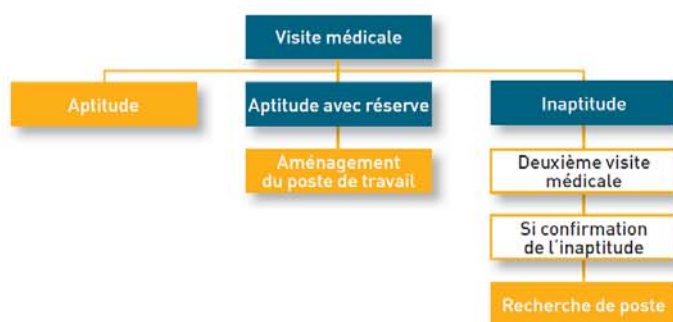 Visite médicale
Aptitude
Aptitude avec réserve
Inaptitude
Aménagement
du poste de travail
Deuxième visite
médicale
Si confirmation
de l'inaptitude
Recherche de poste